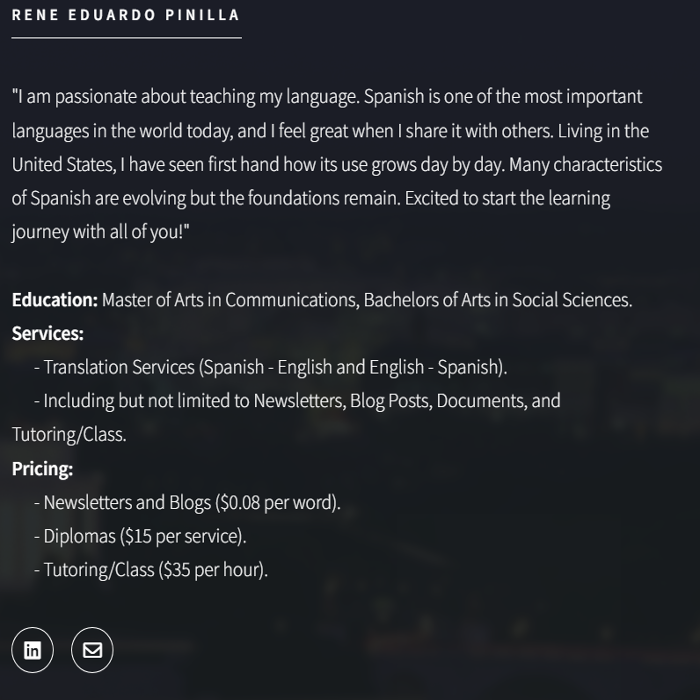 RENE EDUARDO PINILLA
"I am passionate about teaching my language. Spanish is one of the most important
languages in the world today, and I feel great when I share it with others. Living in the
United States, I have seen first hand how its use grows day by day. Many characteristics
of Spanish are evolving but the foundations remain. Excited to start the learning
journey with all of you!"
Education: Master of Arts in Communications, Bachelors of Arts in Social Sciences.
Services:
- Translation Services (Spanish - English and English - Spanish).
- Including but not limited to Newsletters, Blog Posts, Documents, and
Tutoring/Class.
Pricing:
- Newsletters and Blogs ($0.08 per word).
- Diplomas ($15 per service).
- Tutoring/Class ($35 per hour).
in